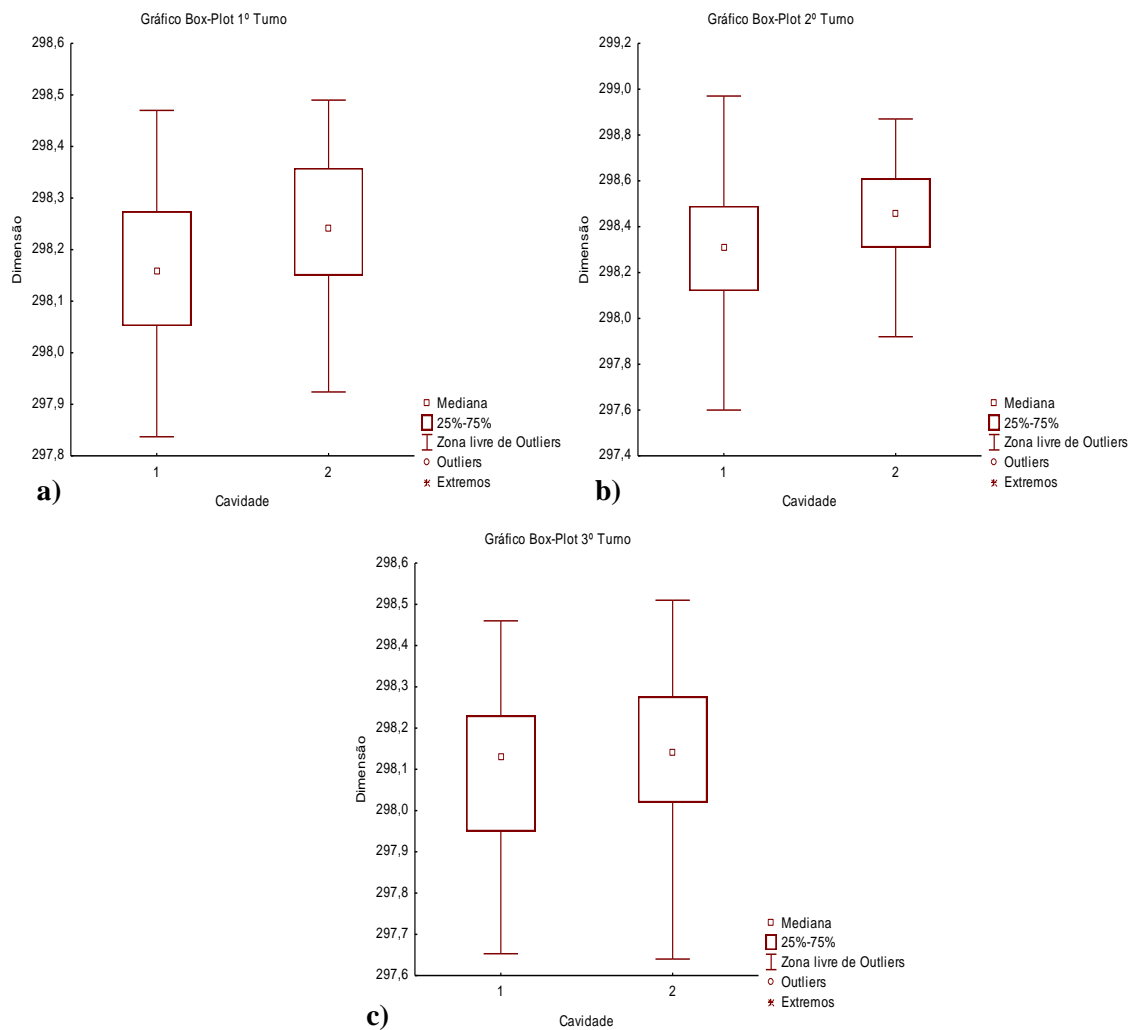 Gráfico Box-Plot 1º Turno
298,6
298,5
298,4
298,3
298,2
298,1
298,0
297,9
297,8
Dimensão
1
2
Cavidade
Mediana
25%-75%
Zona livre de Outliers
Outliers
Extremos
a)
Gráfico Box-Plot 2º Turno
299,2
299,0
298,8
298,6
298,4
298,2
298,0
297,8
297,6
297,4
Dimensão
1
2
Cavidade
Mediana
25%-75%
Zona livre de Outliers
Outliers
Extremos
b)
Gráfico Box-Plot 3º Turno
298,6
298,5
298,4
298,3
298,2
298,1
298,0
297,9
297,8
297,7
297,6
Dimensão
1
2
Cavidade
Mediana
25%-75%
Zona livre de Outliers
Outliers
Extremos
c)